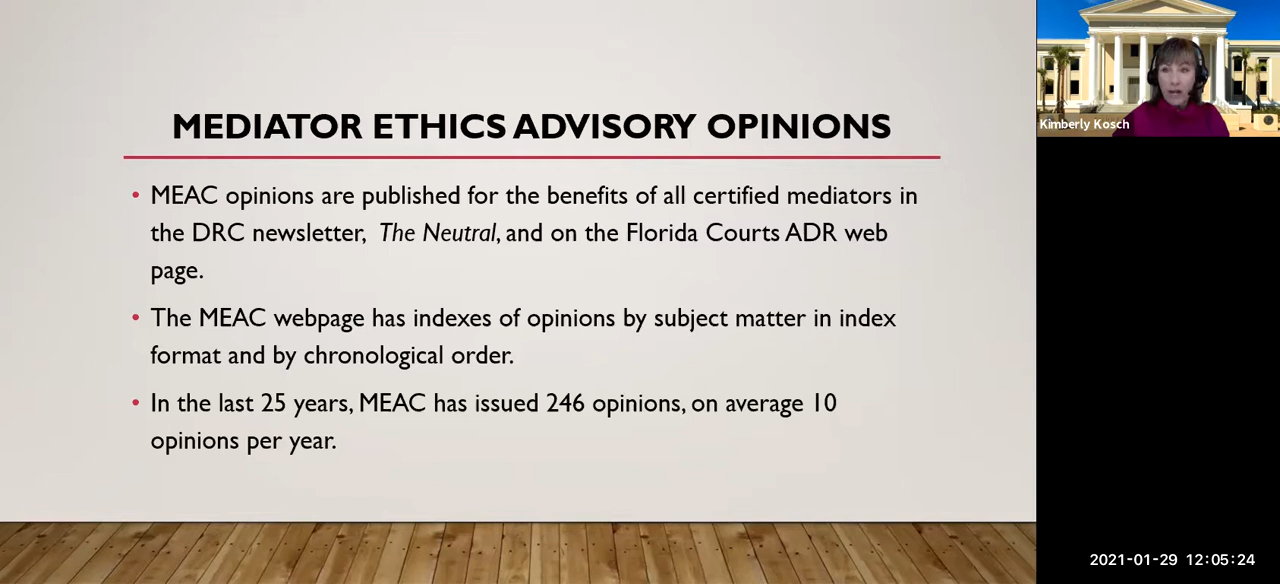 MEDIATOR ETHICS ADVISORY OPINIONS
• MEAC opinions are published for the benefits of all certified mediators in
the DRC newsletter, The Neutral, and on the Florida Courts ADR web
page.
• The MEAC webpage has indexes of opinions by subject matter in index
format and by chronological order.
• In the last 25 years, MEAC has issued 246 opinions, on average 10
opinions per year.
Kimberly Kosch
2021-01-29 12:05:24